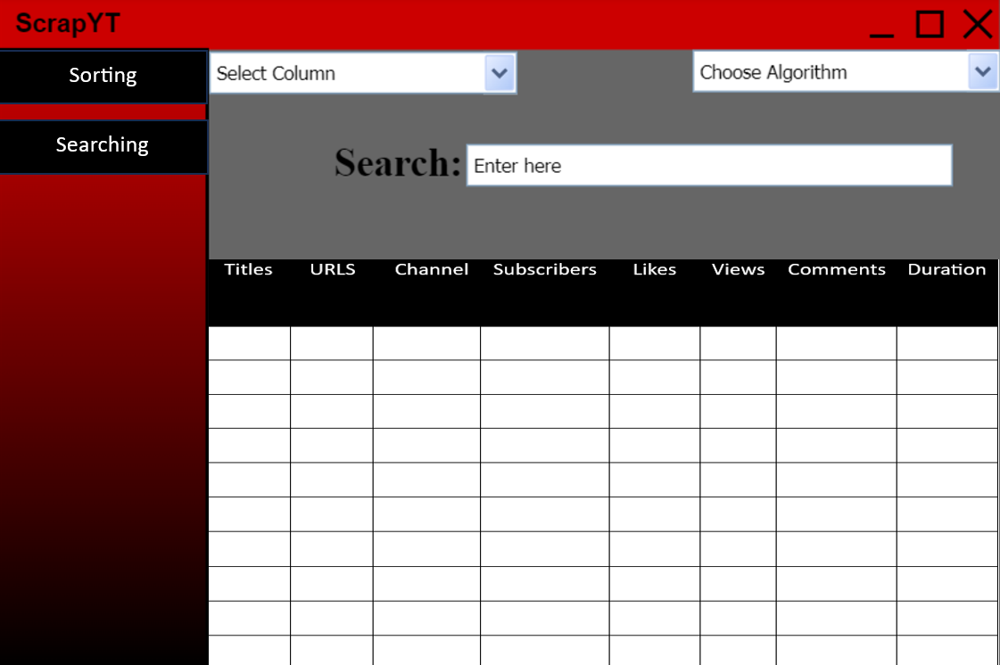 ScrapYT
Sorting
Select Column
Choose Algorithm
Searching
Search: Enter here
Titles URLS Channel Subscribers Likes Views Comments Duration